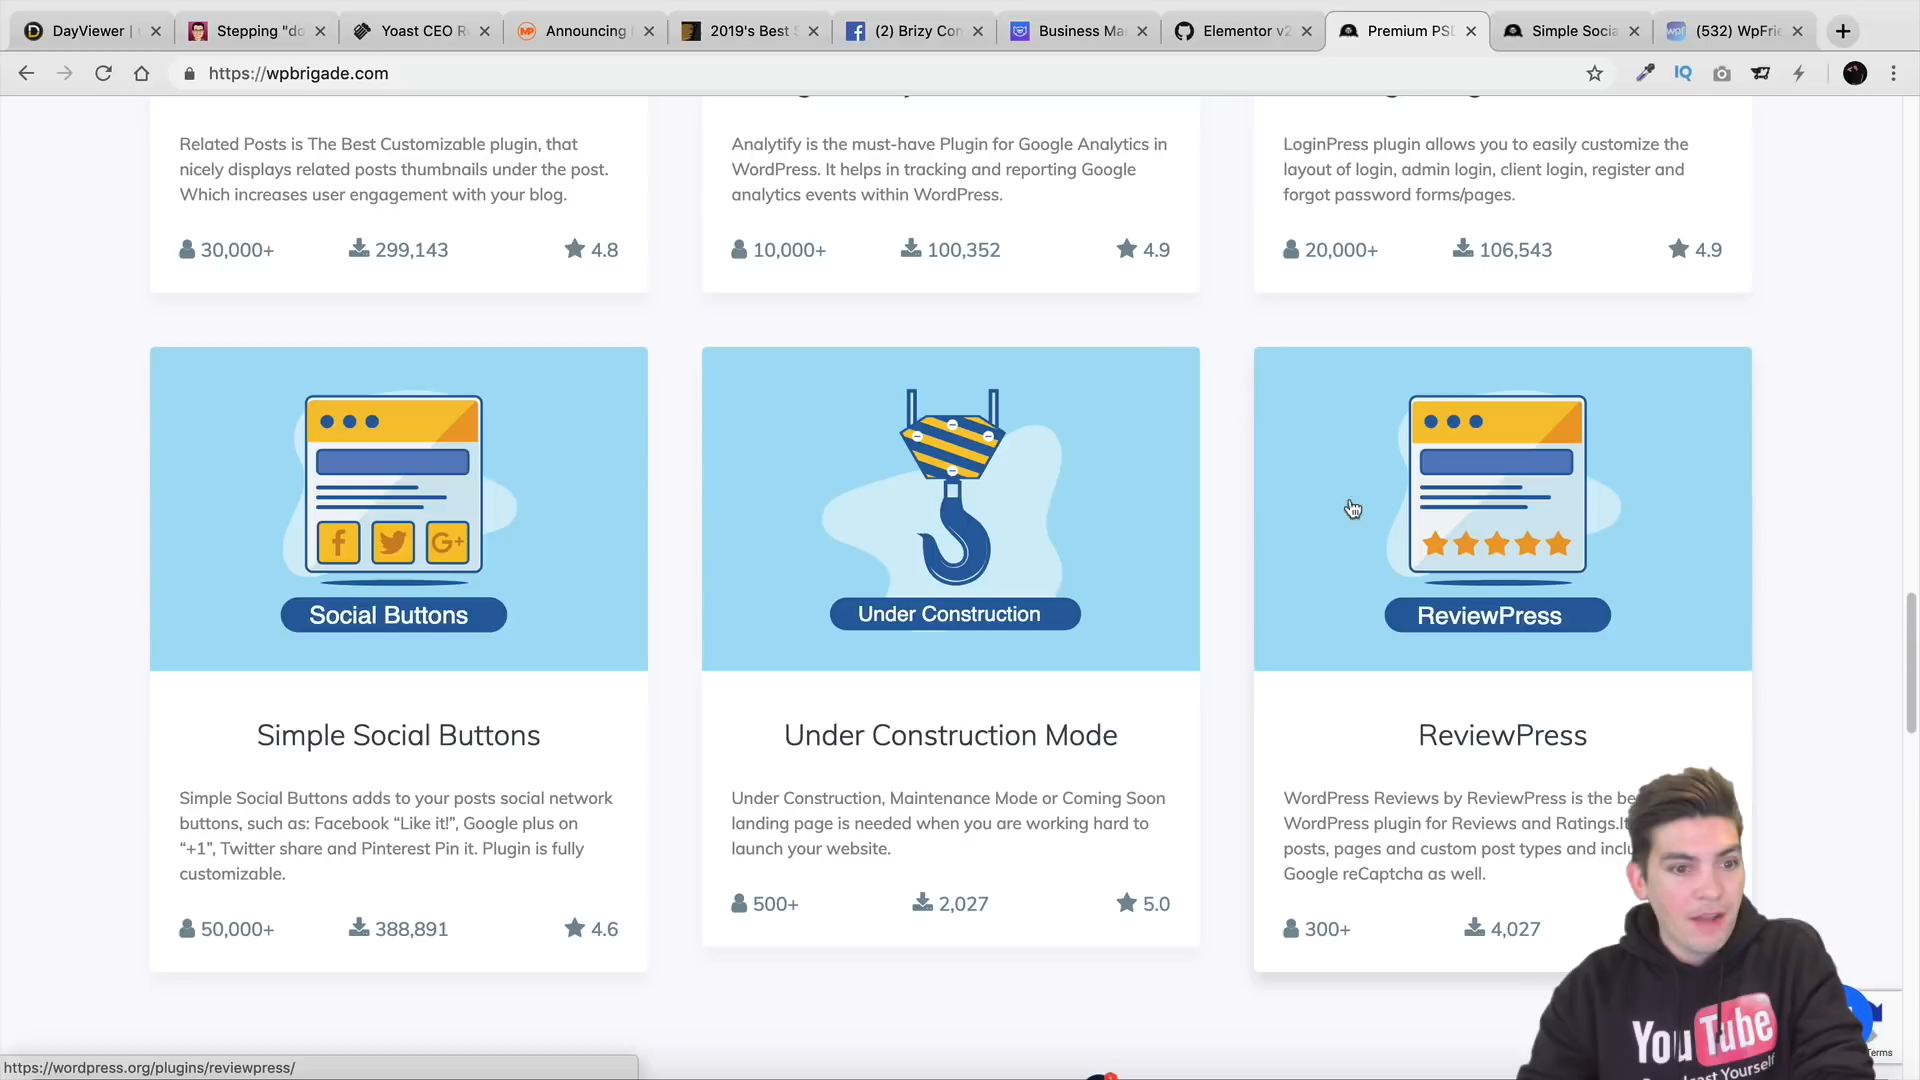 DayViewer |
Stepping "do
Yoast CEO R
Announcing
2019's Best S
(2) Brizy Con
Business Ma
Elementor v2
Premium PSD
Simple Socia
(532) WpFrie
https://wpbrigade.com
Related Posts is The Best Customizable plugin, that
nicely displays related posts thumbnails under the post.
Which increases user engagement with your blog.
30,000+ 299,143 4.8
Analytify is the must-have Plugin for Google Analytics in
WordPress. It helps in tracking and reporting Google
analytics events within WordPress.
10,000+ 100,352 4.9
LoginPress plugin allows you to easily customize the
layout of login, admin login, client login, register and
forgot password forms/pages.
20,000+ 106,543 4.9
Social Buttons
Simple Social Buttons
Simple Social Buttons adds to your posts social network
buttons, such as: Facebook “Like it!”, Google plus on
“+1”, Twitter share and Pinterest Pin it. Plugin is fully
customizable.
50,000+ 388,891 4.6
Under Construction
Under Construction Mode
Under Construction, Maintenance Mode or Coming Soon
landing page is needed when you are working hard to
launch your website.
500+ 2,027 5.0
ReviewPress
ReviewPress
WordPress Reviews by ReviewPress is the be
WordPress plugin for Reviews and Ratings.It
posts, pages and custom post types and inclu
Google reCaptcha as well.
300+ 4,027
YouTube
Yourself
Terms
https://wordpress.org/plugins/reviewpress/